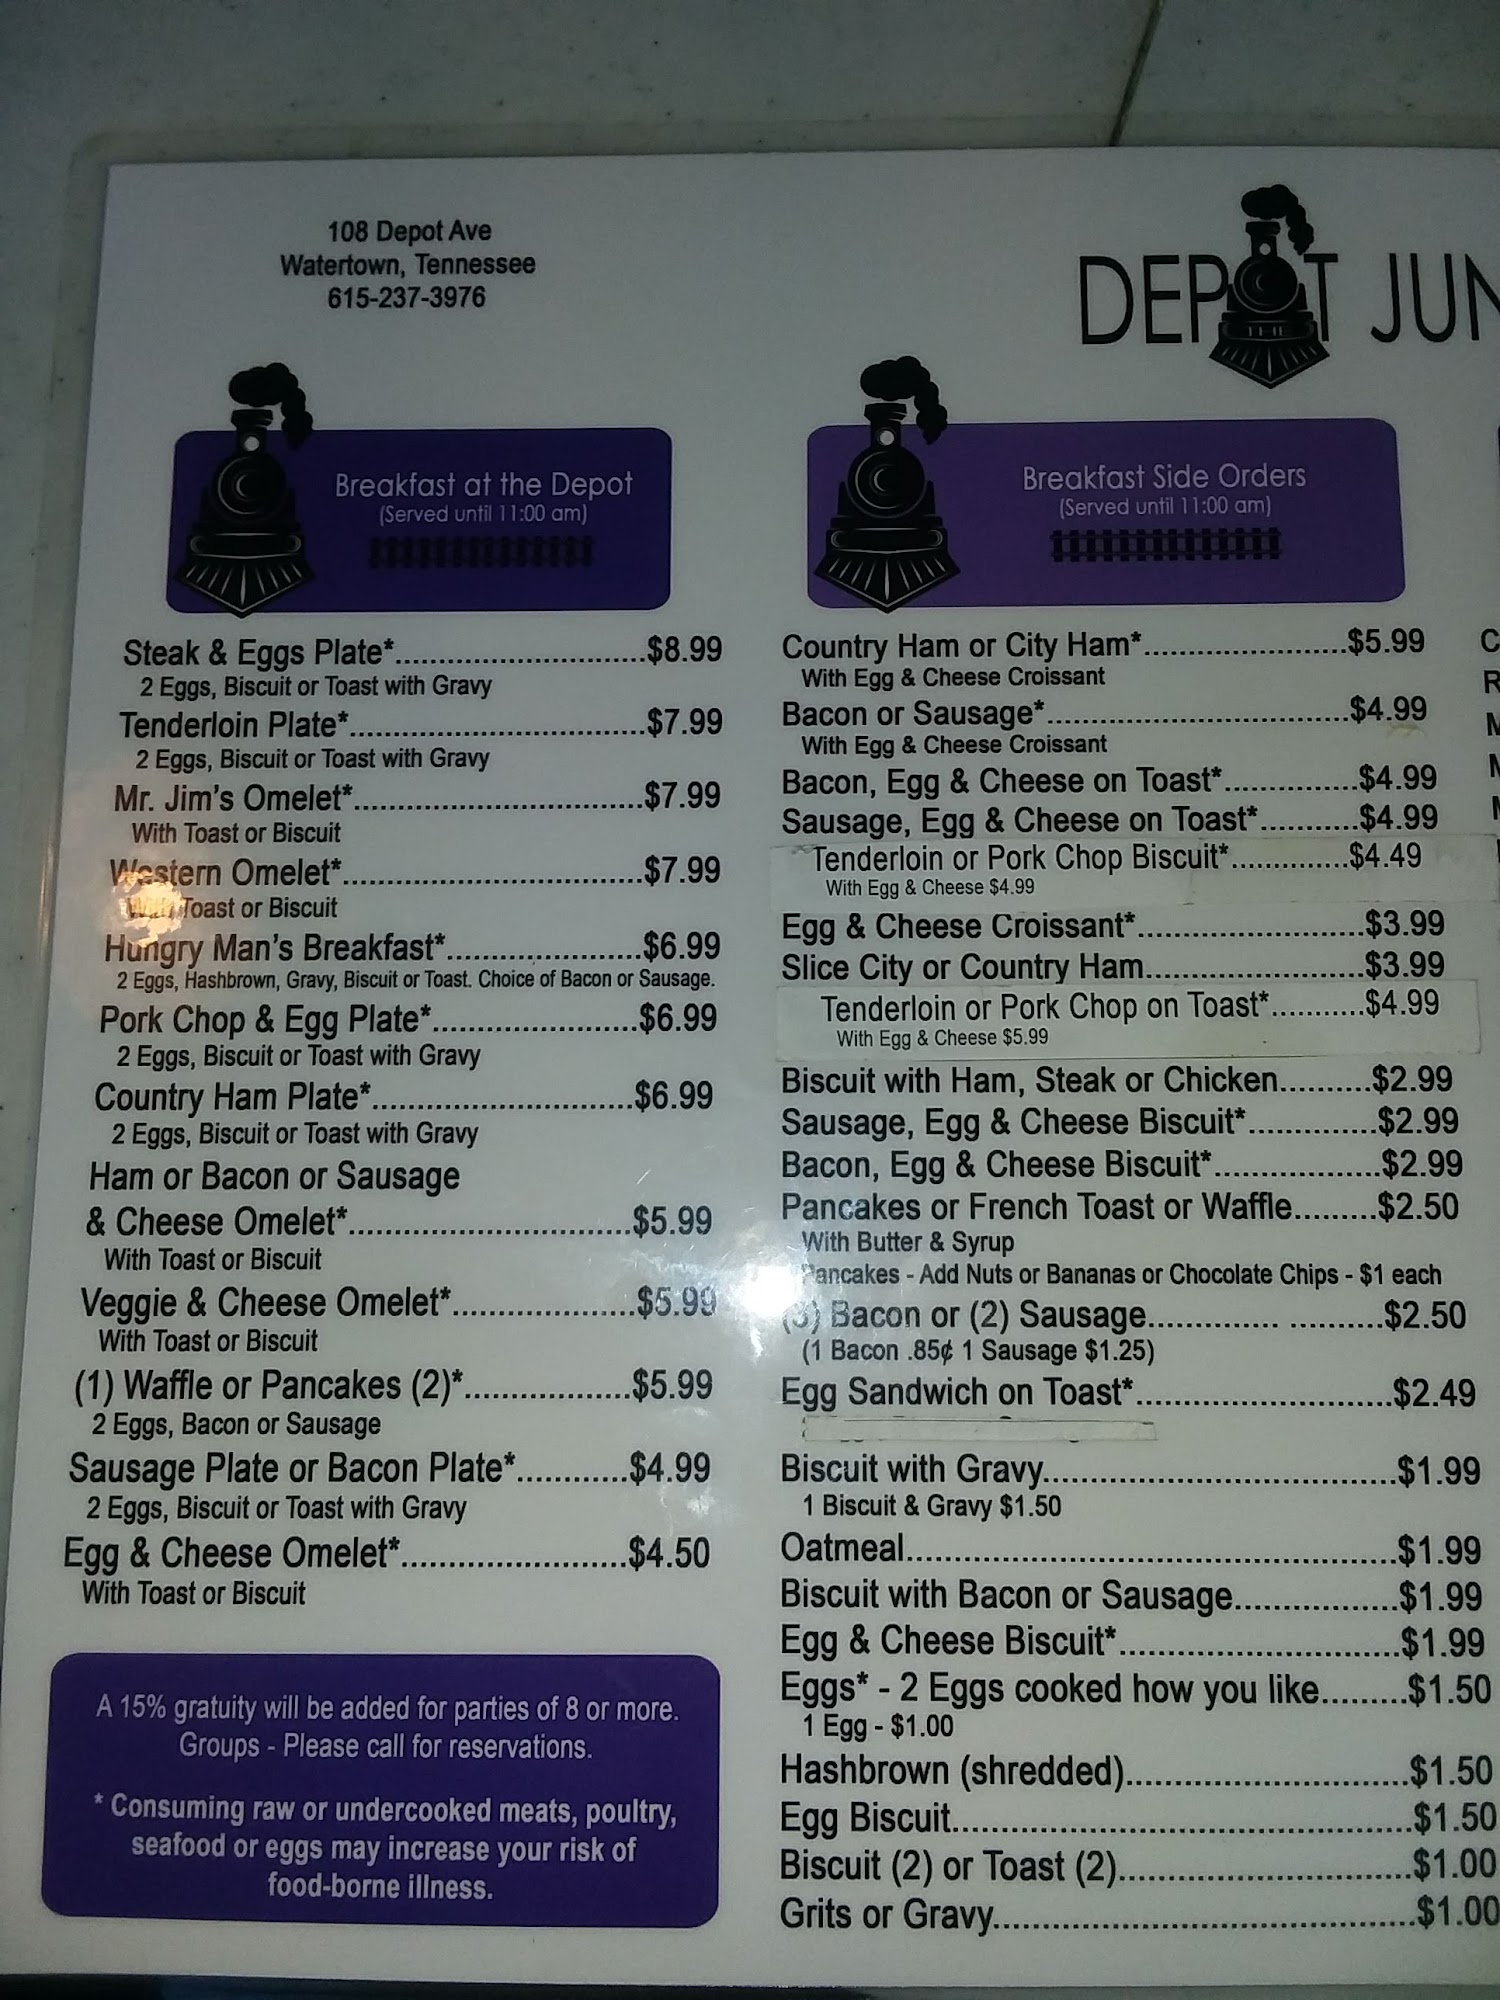 108 Depot Ave
Watertown, Tennessee
615-237-3976
DEPOT JUN
Breakfast at the Depot
(Served until 11:00 am)
Steak & Eggs Plate*..............................$8.99
2 Eggs, Biscuit or Toast with Gravy
Tenderloin Plate*...................................$7.99
2 Eggs, Biscuit or Toast with Gravy
Mr. Jim's Omelet*..................................$7.99
With Toast or Biscuit
Western Omelet*...................................$7.99
With Toast or Biscuit
Hungry Man's Breakfast*.......................$6.99
2 Eggs, Hashbrown, Gravy, Biscuit or Toast. Choice of Bacon or Sausage.
Pork Chop & Egg Plate*........................$6.99
2 Eggs, Biscuit or Toast with Gravy
Country Ham Plate*...............................$6.99
2 Eggs, Biscuit or Toast with Gravy
Ham or Bacon or Sausage
& Cheese Omelet*.................................$5.99
With Toast or Biscuit
Veggie & Cheese Omelet*.....................$5.99
With Toast or Biscuit
(1) Waffle or Pancakes (2)*...................$5.99
2 Eggs, Bacon or Sausage
Sausage Plate or Bacon Plate*............$4.99
2 Eggs, Biscuit or Toast with Gravy
Egg & Cheese Omelet*..........................$4.50
With Toast or Biscuit
A 15% gratuity will be added for parties of 8 or more.
Groups - Please call for reservations.
* Consuming raw or undercooked meats, poultry,
seafood or eggs may increase your risk of
food-borne illness.
Breakfast Side Orders
(Served until 11:00 am)
Country Ham or City Ham*.......................$5.99
With Egg & Cheese Croissant
Bacon or Sausage*...................................$4.99
With Egg & Cheese Croissant
Bacon, Egg & Cheese on Toast*...............$4.99
Sausage, Egg & Cheese on Toast*...........$4.99
Tenderloin or Pork Chop Biscuit*.............$4.49
With Egg & Cheese $4.99
Egg & Cheese Croissant*.........................$3.99
Slice City or Country Ham........................$3.99
Tenderloin or Pork Chop on Toast*...........$4.99
With Egg & Cheese $5.99
Biscuit with Ham, Steak or Chicken..........$2.99
Sausage, Egg & Cheese Biscuit*..............$2.99
Bacon, Egg & Cheese Biscuit*..................$2.99
Pancakes or French Toast or Waffle.........$2.50
With Butter & Syrup
Pancakes - Add Nuts or Bananas or Chocolate Chips - $1 each
(3) Bacon or (2) Sausage.............. ..........$2.50
(1 Bacon .85¢ 1 Sausage $1.25)
Egg Sandwich on Toast*............................$2.49
Biscuit with Gravy.......................................$1.99
1 Biscuit & Gravy $1.50
Oatmeal......................................................$1.99
Biscuit with Bacon or Sausage..................$1.99
Egg & Cheese Biscuit*...............................$1.99
Eggs* - 2 Eggs cooked how you like.........$1.50
1 Egg - $1.00
Hashbrown (shredded)...............................$1.50
Egg Biscuit..................................................$1.50
Biscuit (2) or Toast (2)................................$1.00
Grits or Gravy..............................................$1.00